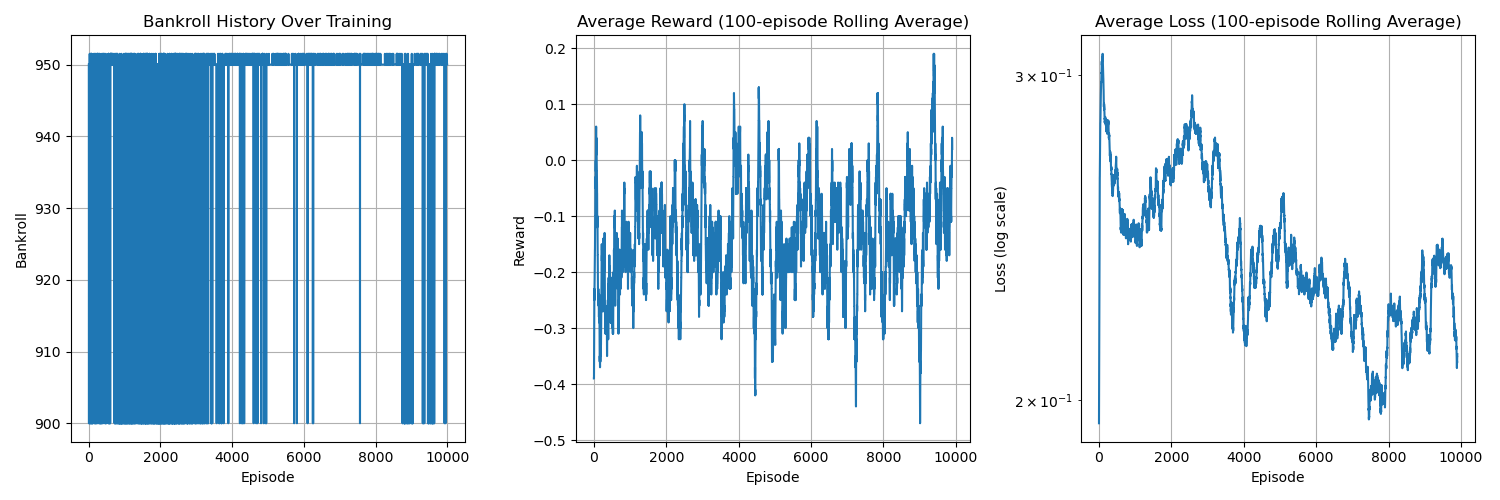 Bankroll History Over Training
Bankroll
950
940
930
920
910
900
0 2000 4000 6000 8000 10000
Episode
Average Reward (100-episode Rolling Average)
Reward
0.2
0.1
0.0
−0.1
−0.2
−0.3
−0.4
−0.5
0 2000 4000 6000 8000 10000
Episode
Average Loss (100-episode Rolling Average)
Loss (log scale)
3 × 10⁻¹
2 × 10⁻¹
0 2000 4000 6000 8000 10000
Episode